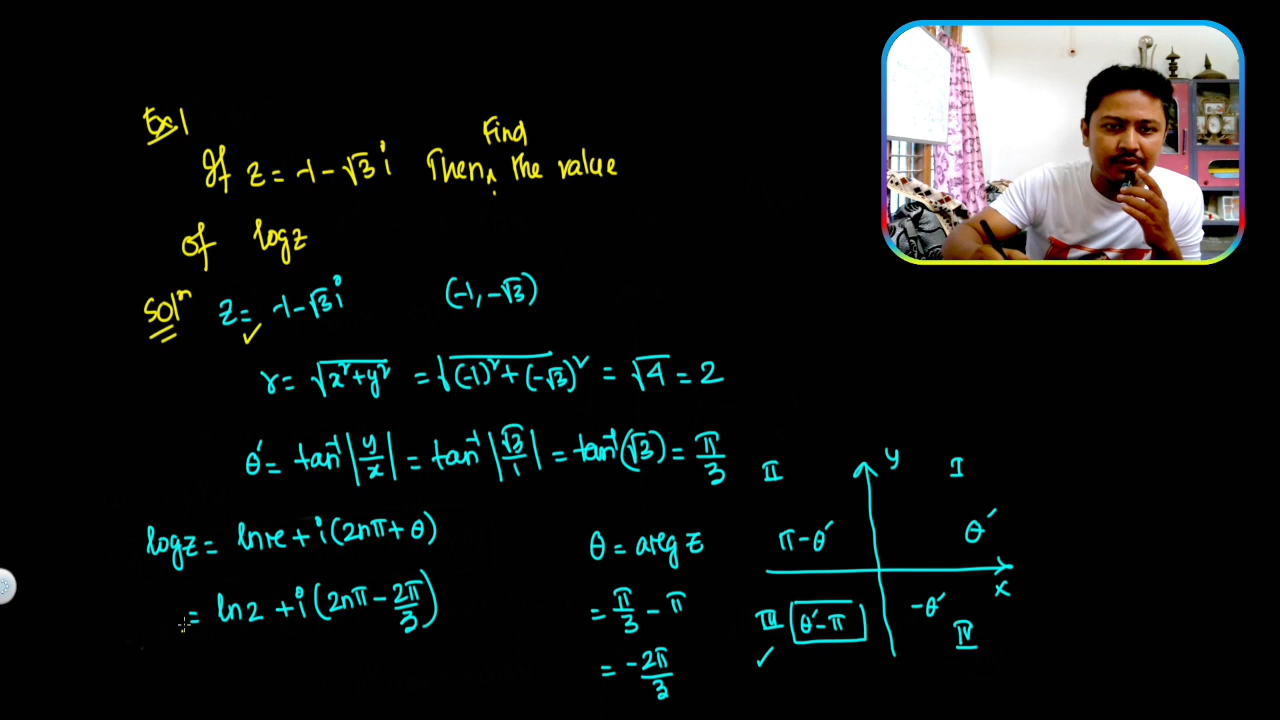 Ex1
If z = -1 - √3 i Then, Find the value
of log z
Solⁿ z = -1 - √3 i (-1, -√3)
r = √x² + y² = √(-1)² + (-√3)² = √4 = 2
θ' = tan⁻¹ |y/x| = tan⁻¹ |√3/1| = tan⁻¹(√3) = π/3
log z = ln r + i(2nπ + θ)
= ln 2 + i(2nπ - 2π/3)
θ = arg z
= π/3 - π
= -2π/3
y
II I
π - θ' θ'
x
III θ' - π -θ' IV